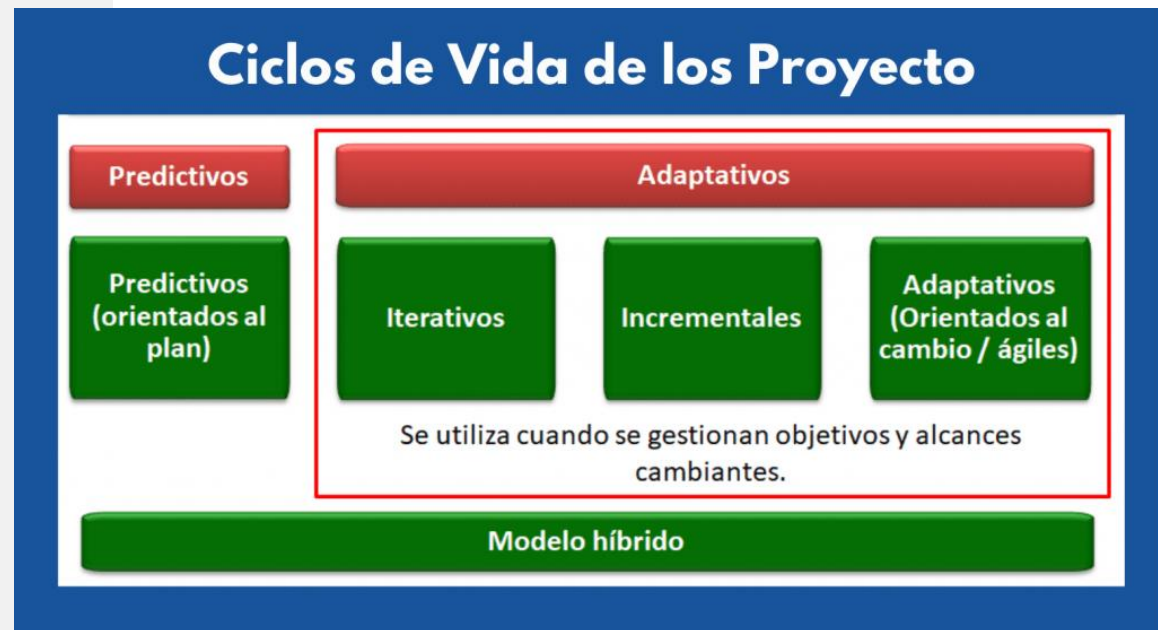 Ciclos de Vida de los Proyecto
Predictivos
Adaptativos
Predictivos
(orientados al
plan)
Iterativos
Incrementales
Adaptativos
(Orientados al
cambio / ágiles)
Se utiliza cuando se gestionan objetivos y alcances
cambiantes.
Modelo híbrido